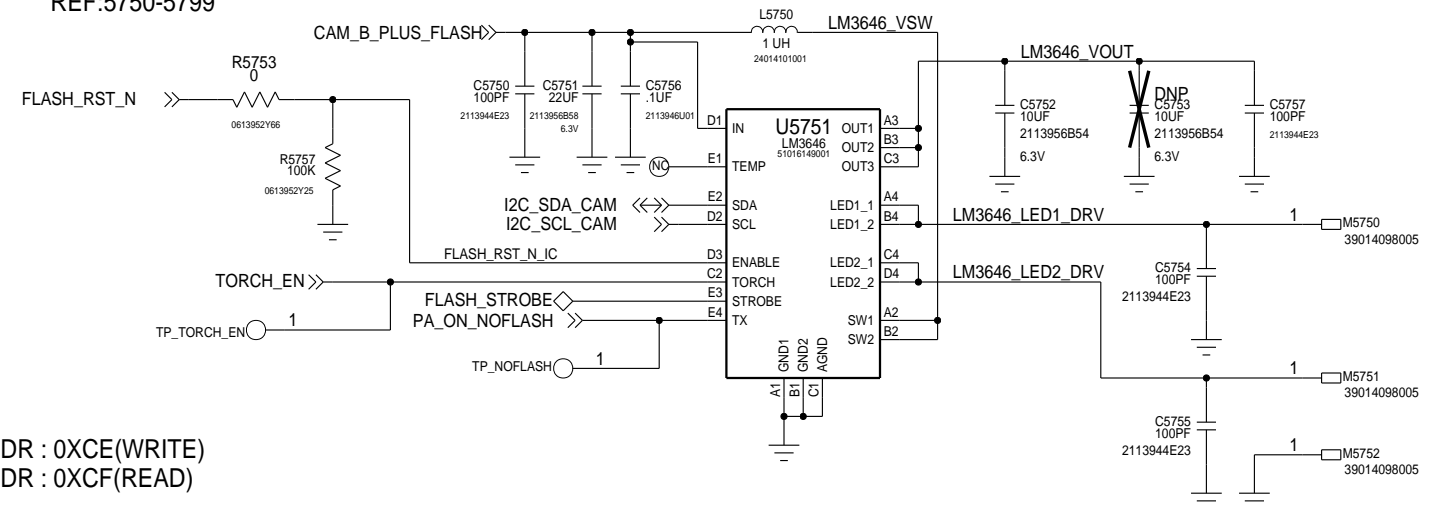 REF:5750-5799
CAM_B_PLUS_FLASH
L5750
1 UH
24014101001
LM3646_VSW
LM3646_VOUT
R5753
0
0613952Y66
FLASH_RST_N
C5750
100PF
2113944E23
C5751
22UF
2113956B58
6.3V
C5756
.1UF
2113946U01
C5752
10UF
2113956B54
6.3V
DNP
C5753
10UF
2113956B54
6.3V
C5757
100PF
2113944E23
R5757
100K
0613952Y25
U5751
LM3646
51016149001
D1 IN
E1 TEMP
NC
E2 SDA
D2 SCL
D3 ENABLE
C2 TORCH
E3 STROBE
E4 TX
OUT1 A3
OUT2 B3
OUT3 C3
LED1_1 A4
LED1_2 B4
LED2_1 C4
LED2_2 D4
SW1 A2
SW2 B2
GND1 GND2 AGND
A1 B1 C1
I2C_SDA_CAM
I2C_SCL_CAM
FLASH_RST_N_IC
TORCH_EN
FLASH_STROBE
PA_ON_NOFLASH
TP_TORCH_EN 1
TP_NOFLASH 1
LM3646_LED1_DRV
1 M5750
39014098005
C5754
100PF
2113944E23
LM3646_LED2_DRV
1 M5751
39014098005
C5755
100PF
2113944E23
1 M5752
39014098005
DR : 0XCE(WRITE)
DR : 0XCF(READ)